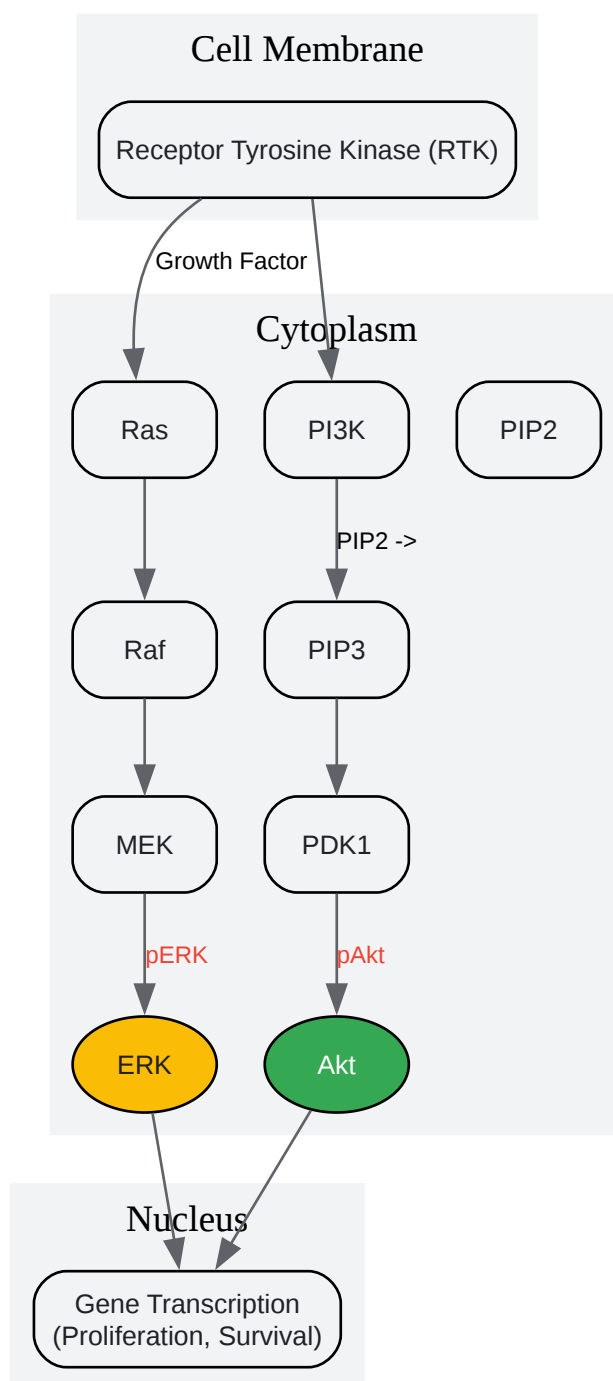 Cell Membrane
Receptor Tyrosine Kinase (RTK)
Growth Factor
Cytoplasm
Ras
PI3K
PIP2
PIP2 ->
Raf
PIP3
MEK
PDK1
pERK
pAkt
ERK
Akt
Nucleus
Gene Transcription
(Proliferation, Survival)